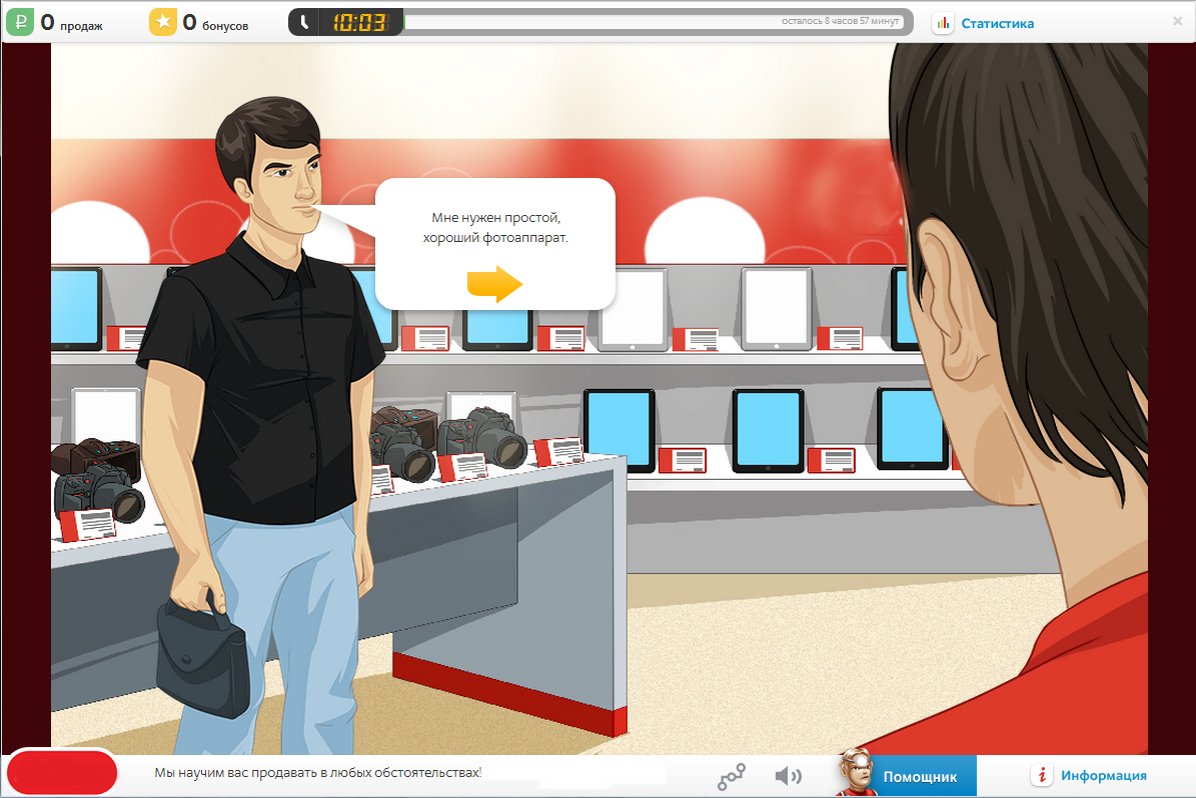 0 продаж
0 бонусов
10:03
осталось 8 часов 57 минут
Статистика
Мне нужен простой,
хороший фотоаппарат.
Мы научим вас продавать в любых обстоятельствах!
Помощник
Информация